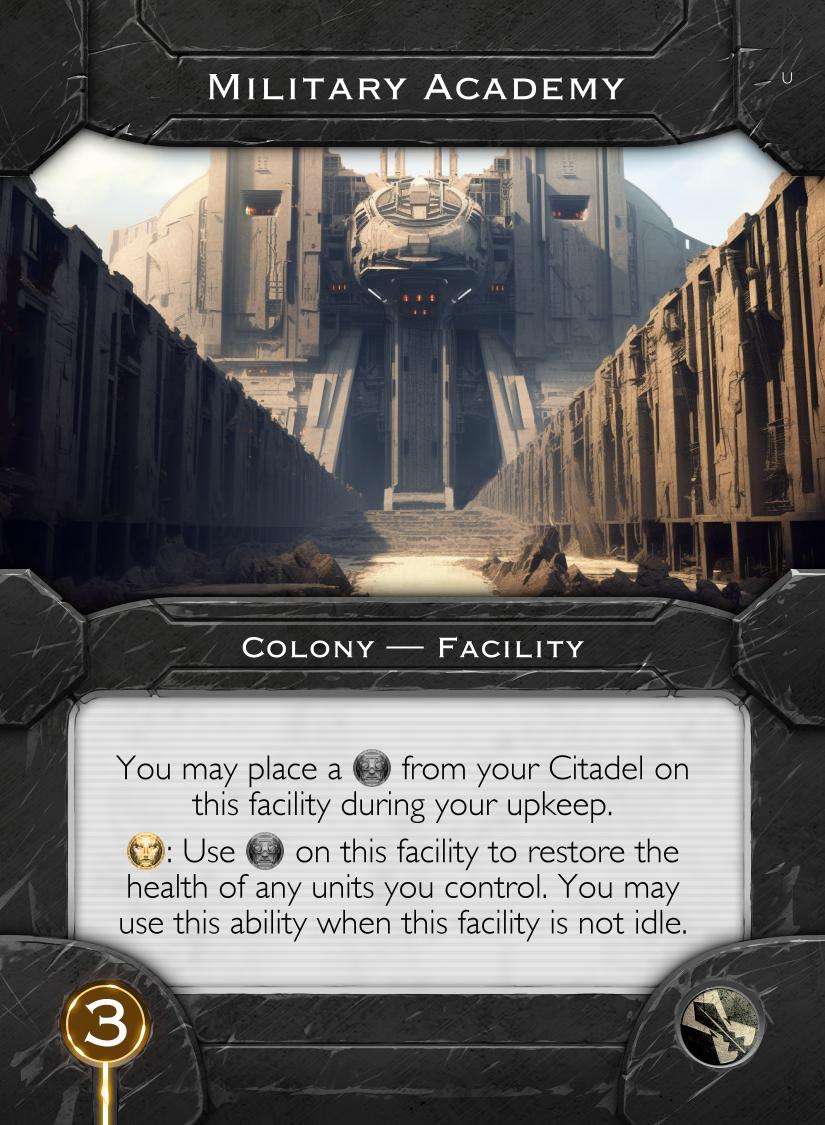 Military Academy
U
Colony — Facility
You may place a from your Citadel on
this facility during your upkeep.
: Use on this facility to restore the
health of any units you control. You may
use this ability when this facility is not idle.
3